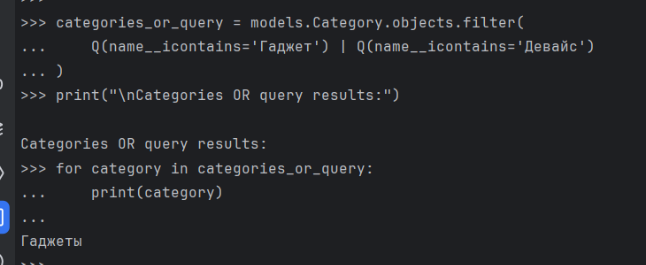 >>> categories_or_query = models.Category.objects.filter(
...     Q(name__icontains='Гаджет') | Q(name__icontains='Девайс')
... )
>>> print("\nCategories OR query results:")

Categories OR query results:
>>> for category in categories_or_query:
...     print(category)
...
Гаджеты
>>>